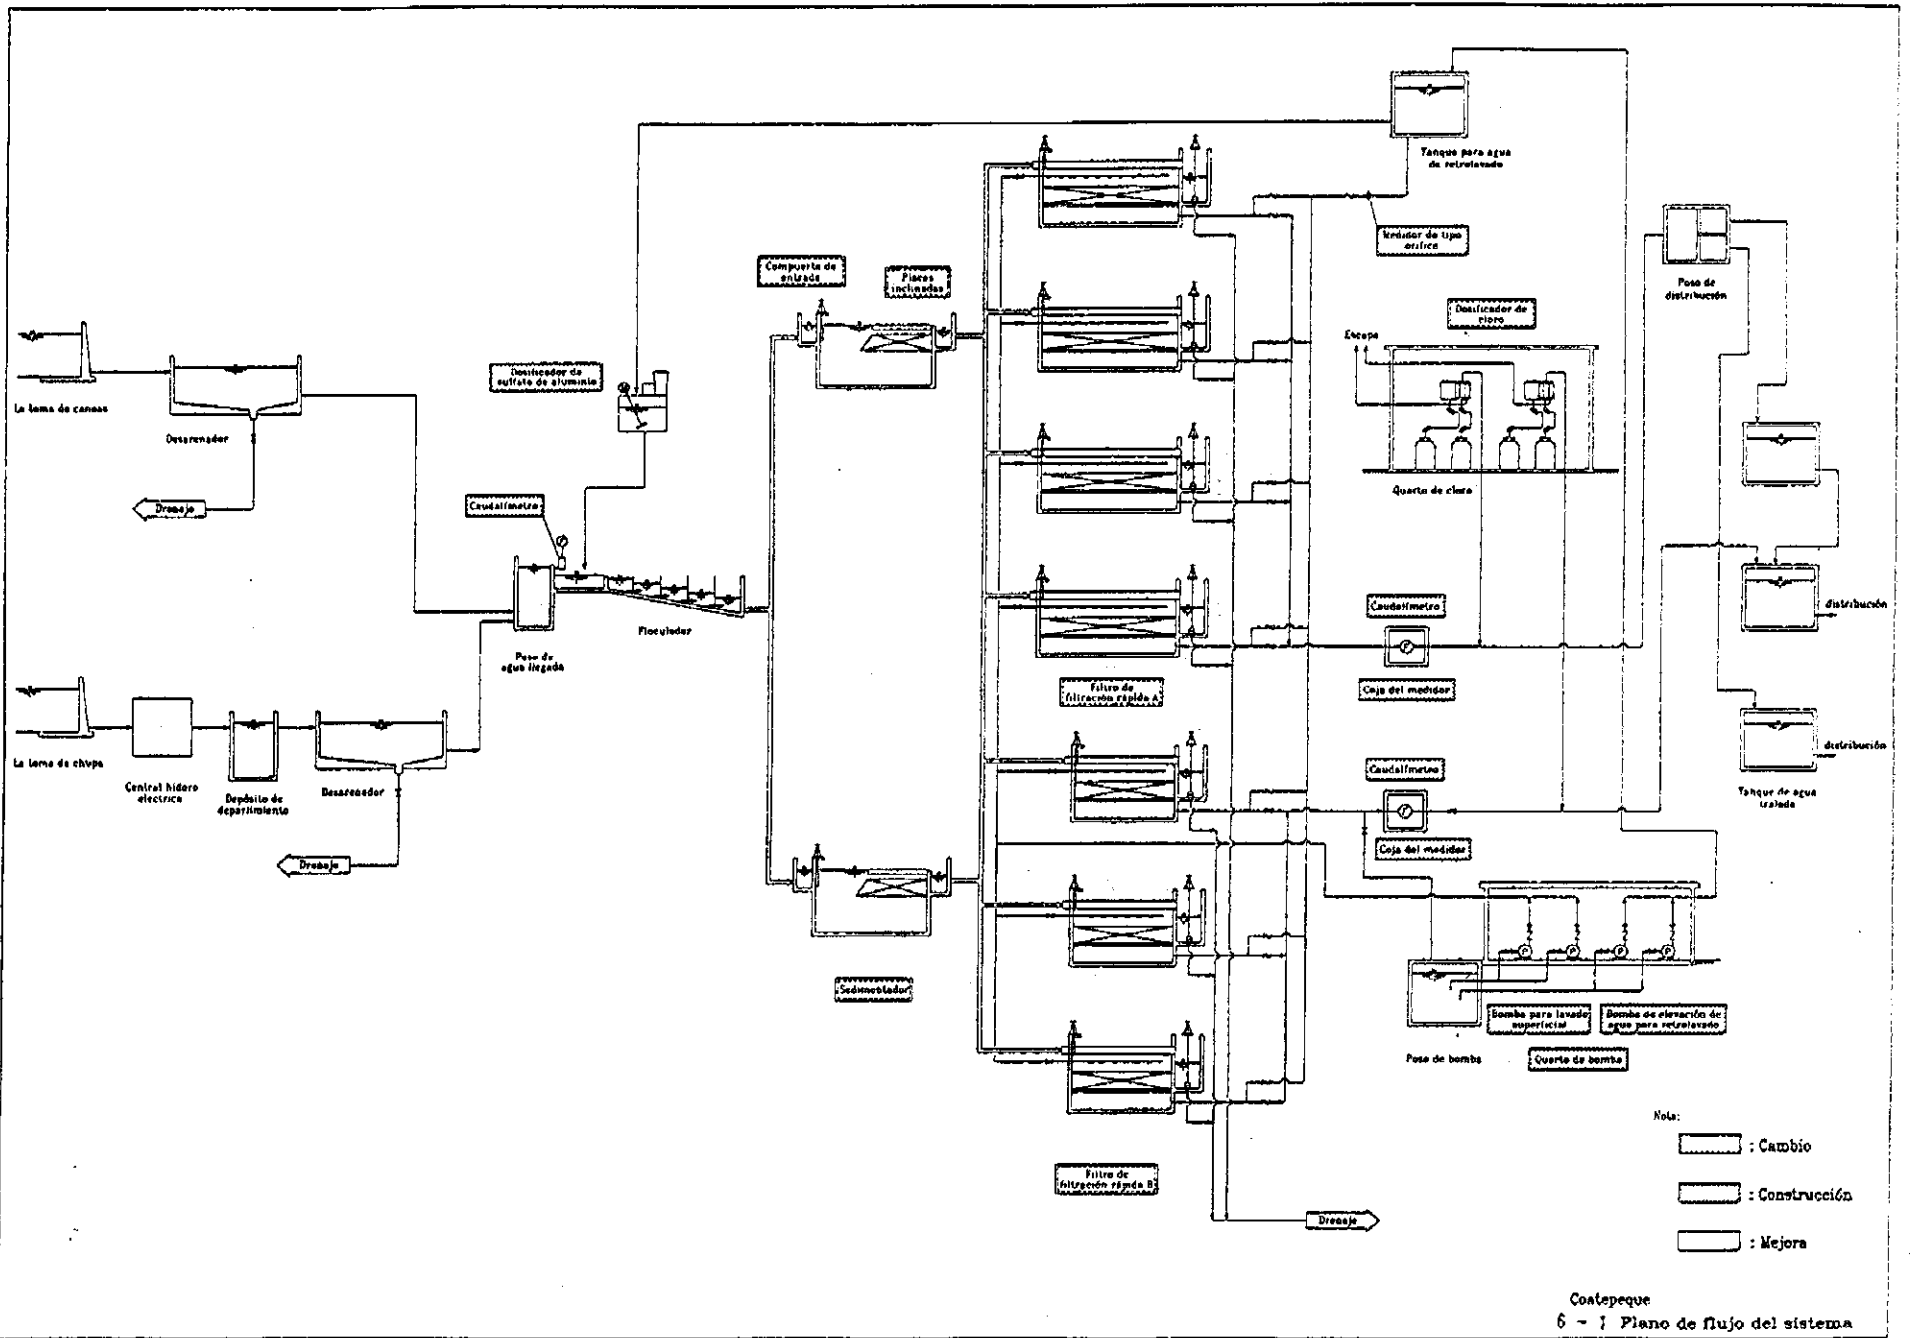 Tanque para agua
de retrolavado
Medidor de tipo
orifice
Compuerta de
entrada
Placas
inclinadas
Poso de
distribución
Dosificador de
cloro
Escape
Dosificador de
sulfato de aluminio
La toma de canoas
Desarenador
Drenaje
Caudalímetro
Quarto de cloro
Poso de
agua llegada
Floculador
Caudalímetro
distribución
Caja del medidor
Filtro de
filtración rápida A
La toma de chvpa
Central hidoro
electrica
Depósito de
departimiento
Desarenador
Drenaje
Caudalímetro
Caja del medidor
distribución
Tanque de agua
tratada
Sedimentador
Bomba para lavado
superficial
Bomba de elevación de
agua para retrolavado
Poso de bomba
Quarto de bomba
Filtro de
filtración rápida B
Drenaje
Nota:
: Cambio
: Construcción
: Mejora
Coatepeque
6 - 1 Plano de flujo del sistema